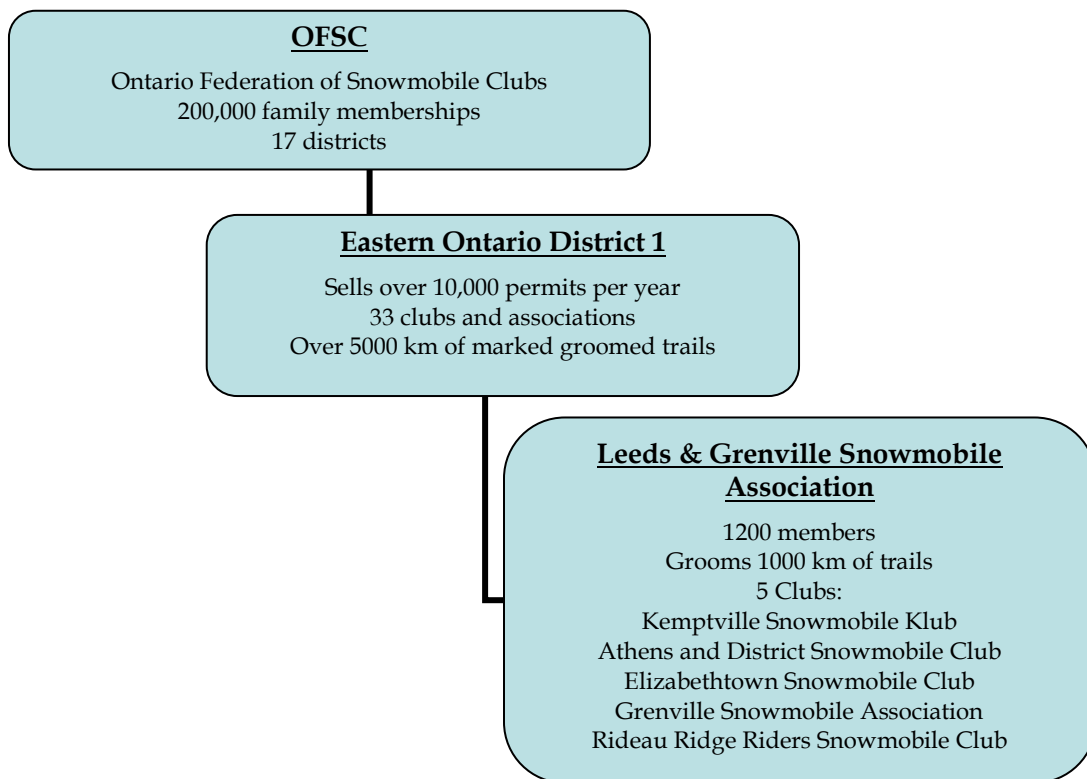 OFSC
Ontario Federation of Snowmobile Clubs
200,000 family memberships
17 districts
Eastern Ontario District 1
Sells over 10,000 permits per year
33 clubs and associations
Over 5000 km of marked groomed trails
Leeds & Grenville Snowmobile
Association
1200 members
Grooms 1000 km of trails
5 Clubs:
Kemptville Snowmobile Klub
Athens and District Snowmobile Club
Elizabethtown Snowmobile Club
Grenville Snowmobile Association
Rideau Ridge Riders Snowmobile Club